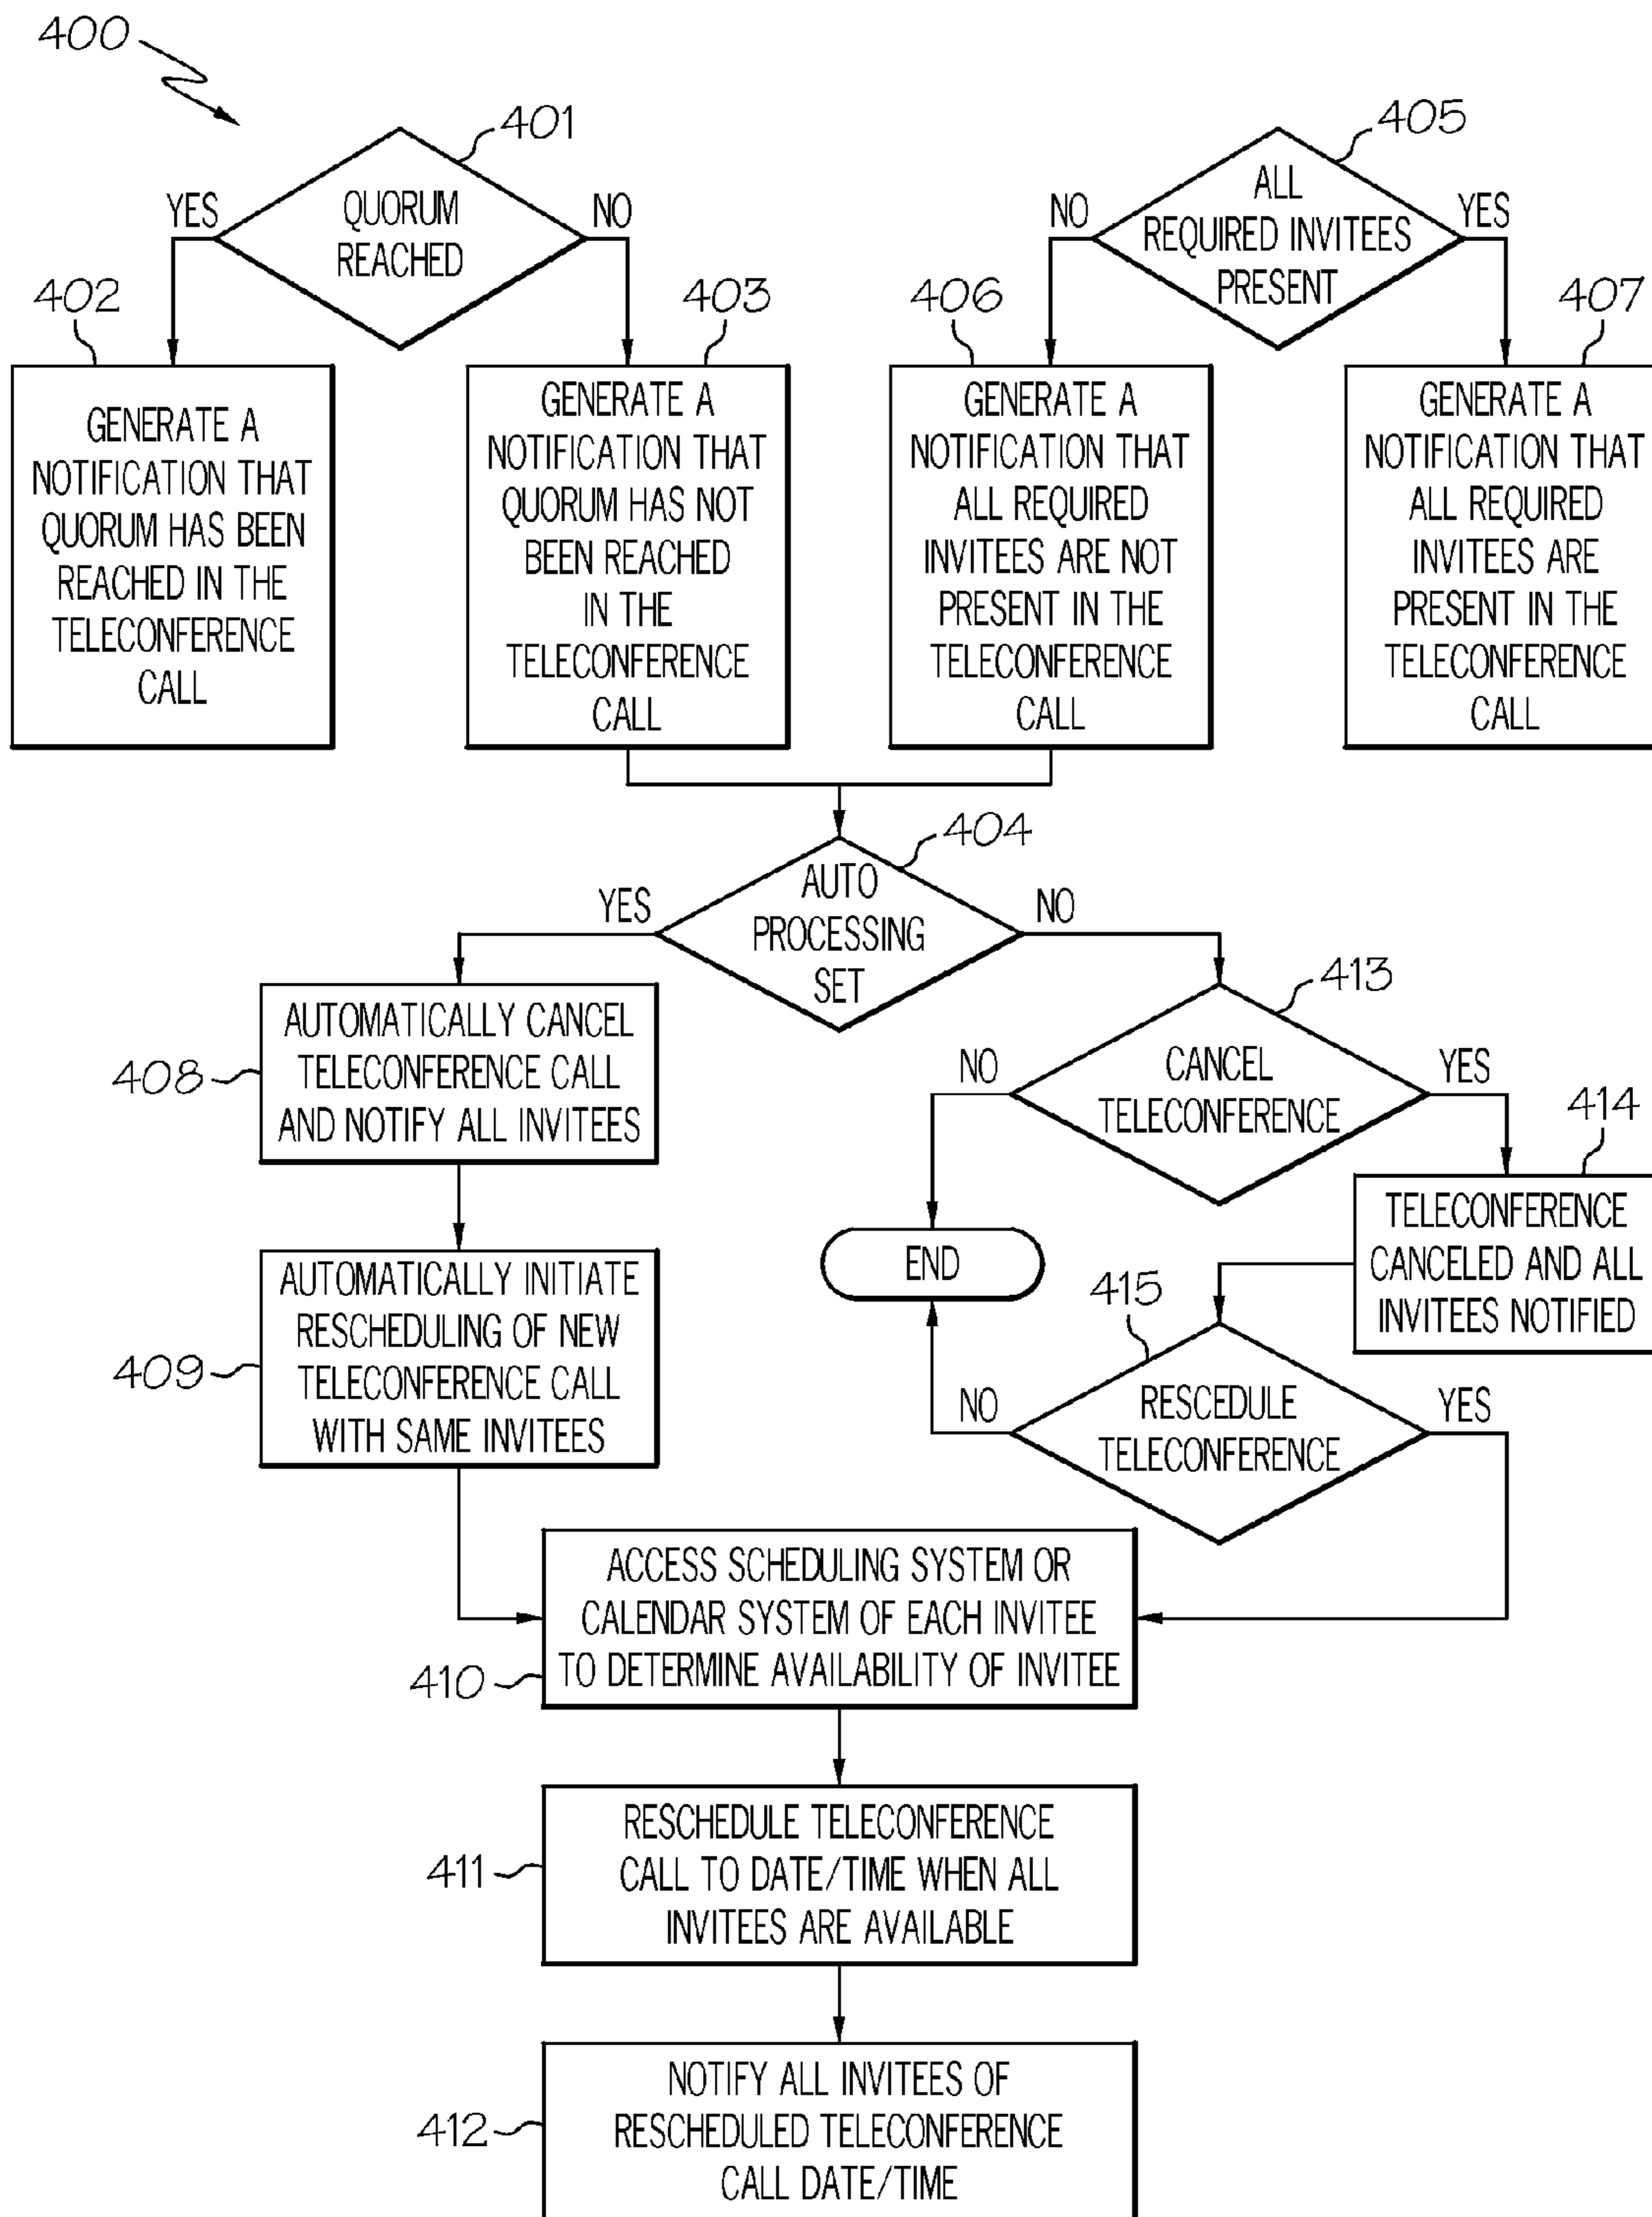 400
401
QUORUM
REACHED
YES
NO
405
ALL
REQUIRED INVITEES
PRESENT
NO
YES
402
GENERATE A
NOTIFICATION THAT
QUORUM HAS BEEN
REACHED IN THE
TELECONFERENCE
CALL
403
GENERATE A
NOTIFICATION THAT
QUORUM HAS NOT
BEEN REACHED
IN THE
TELECONFERENCE
CALL
406
GENERATE A
NOTIFICATION THAT
ALL REQUIRED
INVITEES ARE NOT
PRESENT IN THE
TELECONFERENCE
CALL
407
GENERATE A
NOTIFICATION THAT
ALL REQUIRED
INVITEES ARE
PRESENT IN THE
TELECONFERENCE
CALL
404
AUTO
PROCESSING
SET
YES
NO
408
AUTOMATICALLY CANCEL
TELECONFERENCE CALL
AND NOTIFY ALL INVITEES
413
CANCEL
TELECONFERENCE
NO
YES
414
TELECONFERENCE
CANCELED AND ALL
INVITEES NOTIFIED
END
409
AUTOMATICALLY INITIATE
RESCHEDULING OF NEW
TELECONFERENCE CALL
WITH SAME INVITEES
415
RESCEDULE
TELECONFERENCE
NO
YES
410
ACCESS SCHEDULING SYSTEM OR
CALENDAR SYSTEM OF EACH INVITEE
TO DETERMINE AVAILABILITY OF INVITEE
411
RESCHEDULE TELECONFERENCE
CALL TO DATE/TIME WHEN ALL
INVITEES ARE AVAILABLE
412
NOTIFY ALL INVITEES OF
RESCHEDULED TELECONFERENCE
CALL DATE/TIME